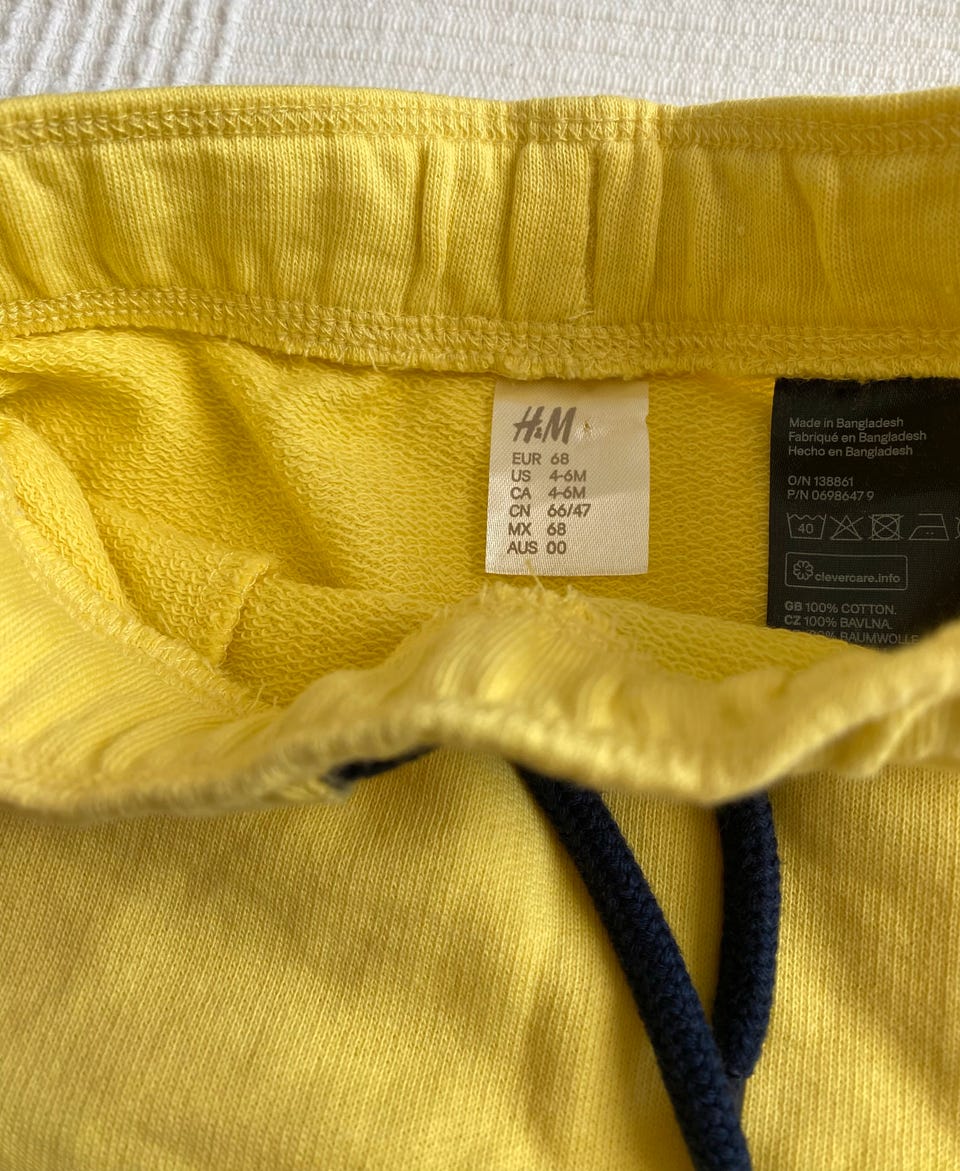 H&M
EUR 68
US 4-6M
CA 4-6M
CN 66/47
MX 68
AUS 00
Made in Bangladesh
Fabriqué en Bangladesh
Hecho en Bangladesh
O/N 138861
P/N 0698647 9
40
clevercare.info
GB 100% COTTON.
CZ 100% BAVLNA.
BAUMWOLLE